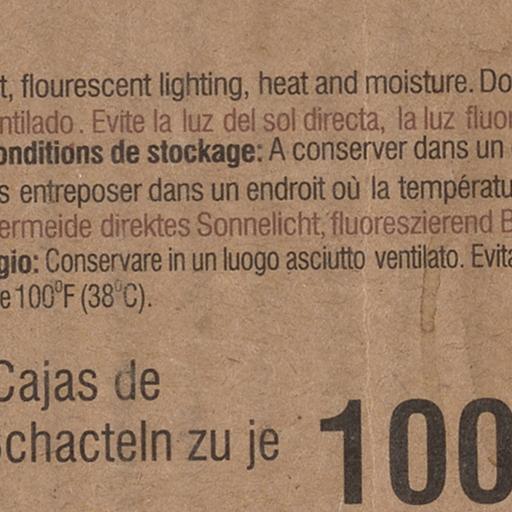 t, flourescent lighting, heat and moisture. Do
ntilado. Evite la luz del sol directa, la luz fluor
onditions de stockage: A conserver dans un
s entreposer dans un endroit où la températu
ermeide direktes Sonnelicht, fluoreszierend B
gio: Conservare in un luogo asciutto ventilato. Evita
e 100°F (38°C).
Cajas de
Schacteln zu je
100